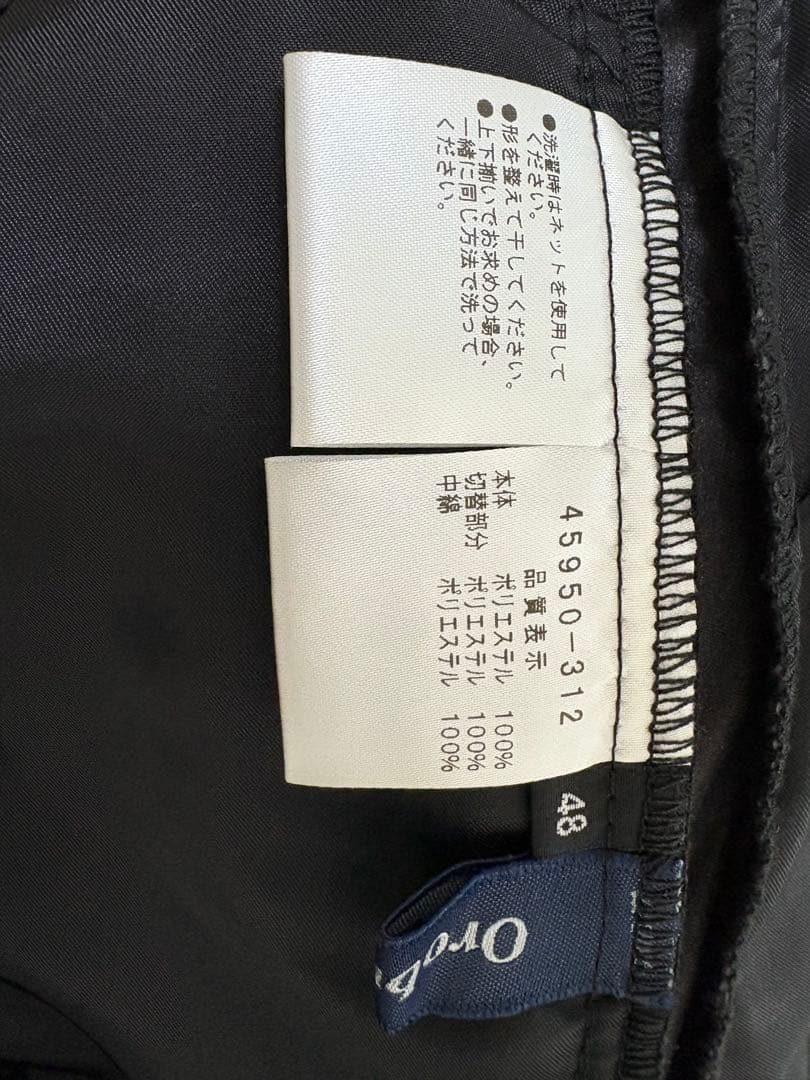 ●洗濯時はネットを使用して
ください。
●形を整えて干してください。
●上下揃いでお求めの場合、
一緒に同じ方法で洗って
ください。
45950-312
品質表示
本体 ポリエステル 100%
切替部分 ポリエステル 100%
中綿 ポリエステル 100%
48